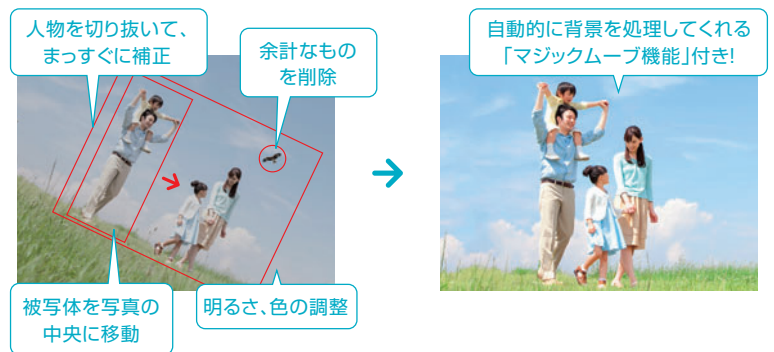 人物を切り抜いて、
まっすぐに補正
余計なもの
を削除
被写体を写真の
中央に移動
明るさ、色の調整
自動的に背景を処理してくれる
「マジックムーブ機能」付き!